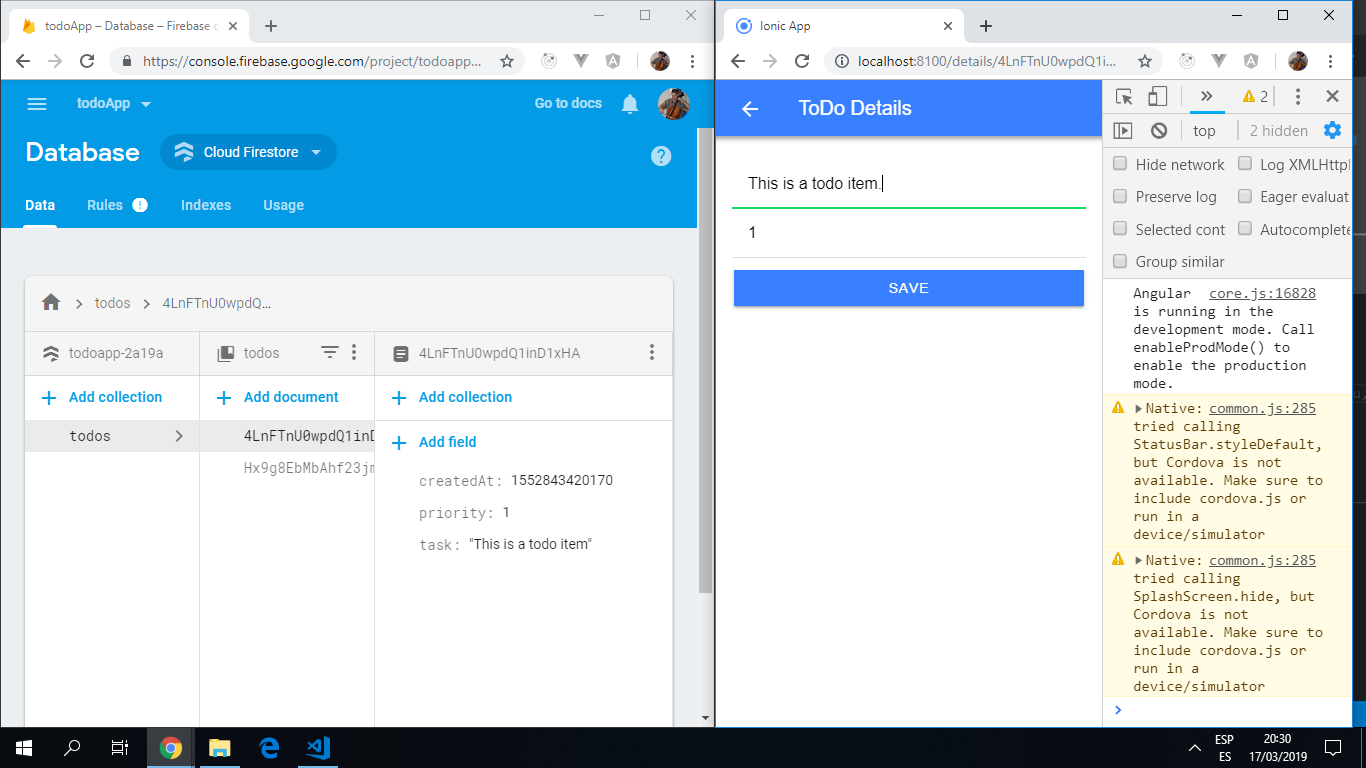 todoApp – Database – Firebase c
https://console.firebase.google.com/project/todoapp...
todoApp
Go to docs
Database
Cloud Firestore
Data
Rules
Indexes
Usage
todos
4LnFTnU0wpdQ...
todoapp-2a19a
todos
4LnFTnU0wpdQ1inD1xHA
Add collection
Add document
Add collection
todos
4LnFTnU0wpdQ1inD
Hx9g8EbMbAhf23jm
Add field
createdAt: 1552843420170
priority: 1
task: "This is a todo item"
Ionic App
localhost:8100/details/4LnFTnU0wpdQ1i...
ToDo Details
This is a todo item.
1
SAVE
2
top
2 hidden
Hide network
Log XMLHttpl
Preserve log
Eager evaluat
Selected cont
Autocomplete
Group similar
Angular core.js:16828
is running in the
development mode. Call
enableProdMode() to
enable the production
mode.
Native: common.js:285
tried calling
StatusBar.styleDefault,
but Cordova is not
available. Make sure to
include cordova.js or
run in a
device/simulator
Native: common.js:285
tried calling
SplashScreen.hide, but
Cordova is not
available. Make sure to
include cordova.js or
run in a
device/simulator
ESP
ES
20:30
17/03/2019